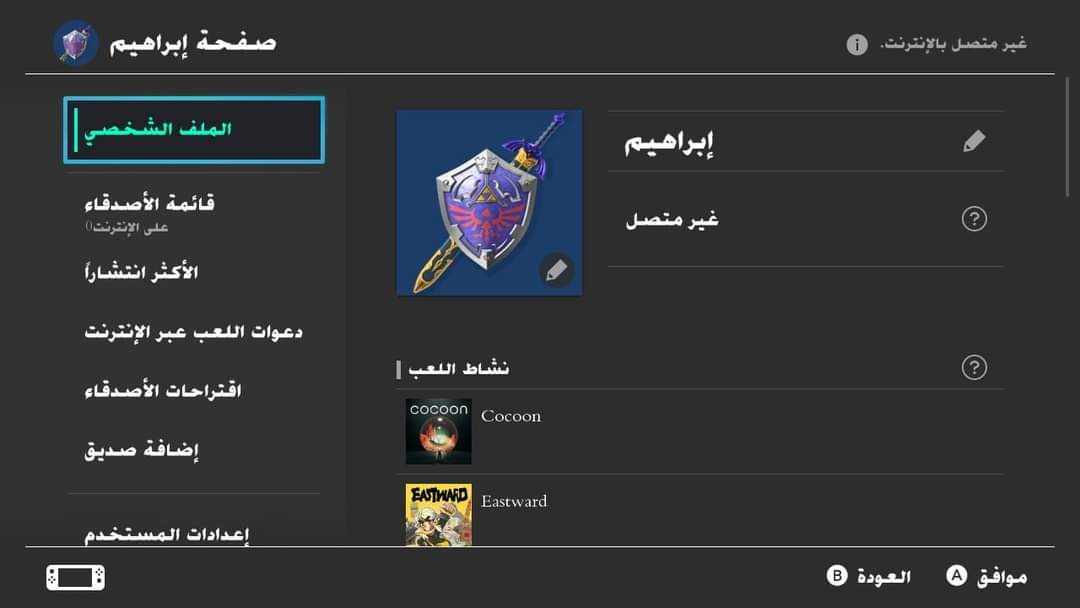 صفحة إبراهيم
غير متصل بالإنترنت.
الملف الشخصي
قائمة الأصدقاء
على الإنترنت0
الأكثر انتشاراً
دعوات اللعب عبر الإنترنت
اقتراحات الأصدقاء
إضافة صديق
إعدادات المستخدم
إبراهيم
غير متصل
؟
نشاط اللعب
؟
COCOON
Cocoon
EASTWARD
Eastward
B العودة
A موافق